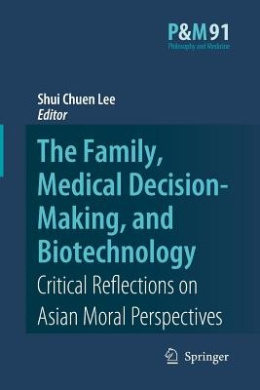 P&M 91
Philosophy and Medicine
Shui Chuen Lee
Editor
The Family,
Medical Decision-
Making, and
Biotechnology
Critical Reflections on
Asian Moral Perspectives
Springer